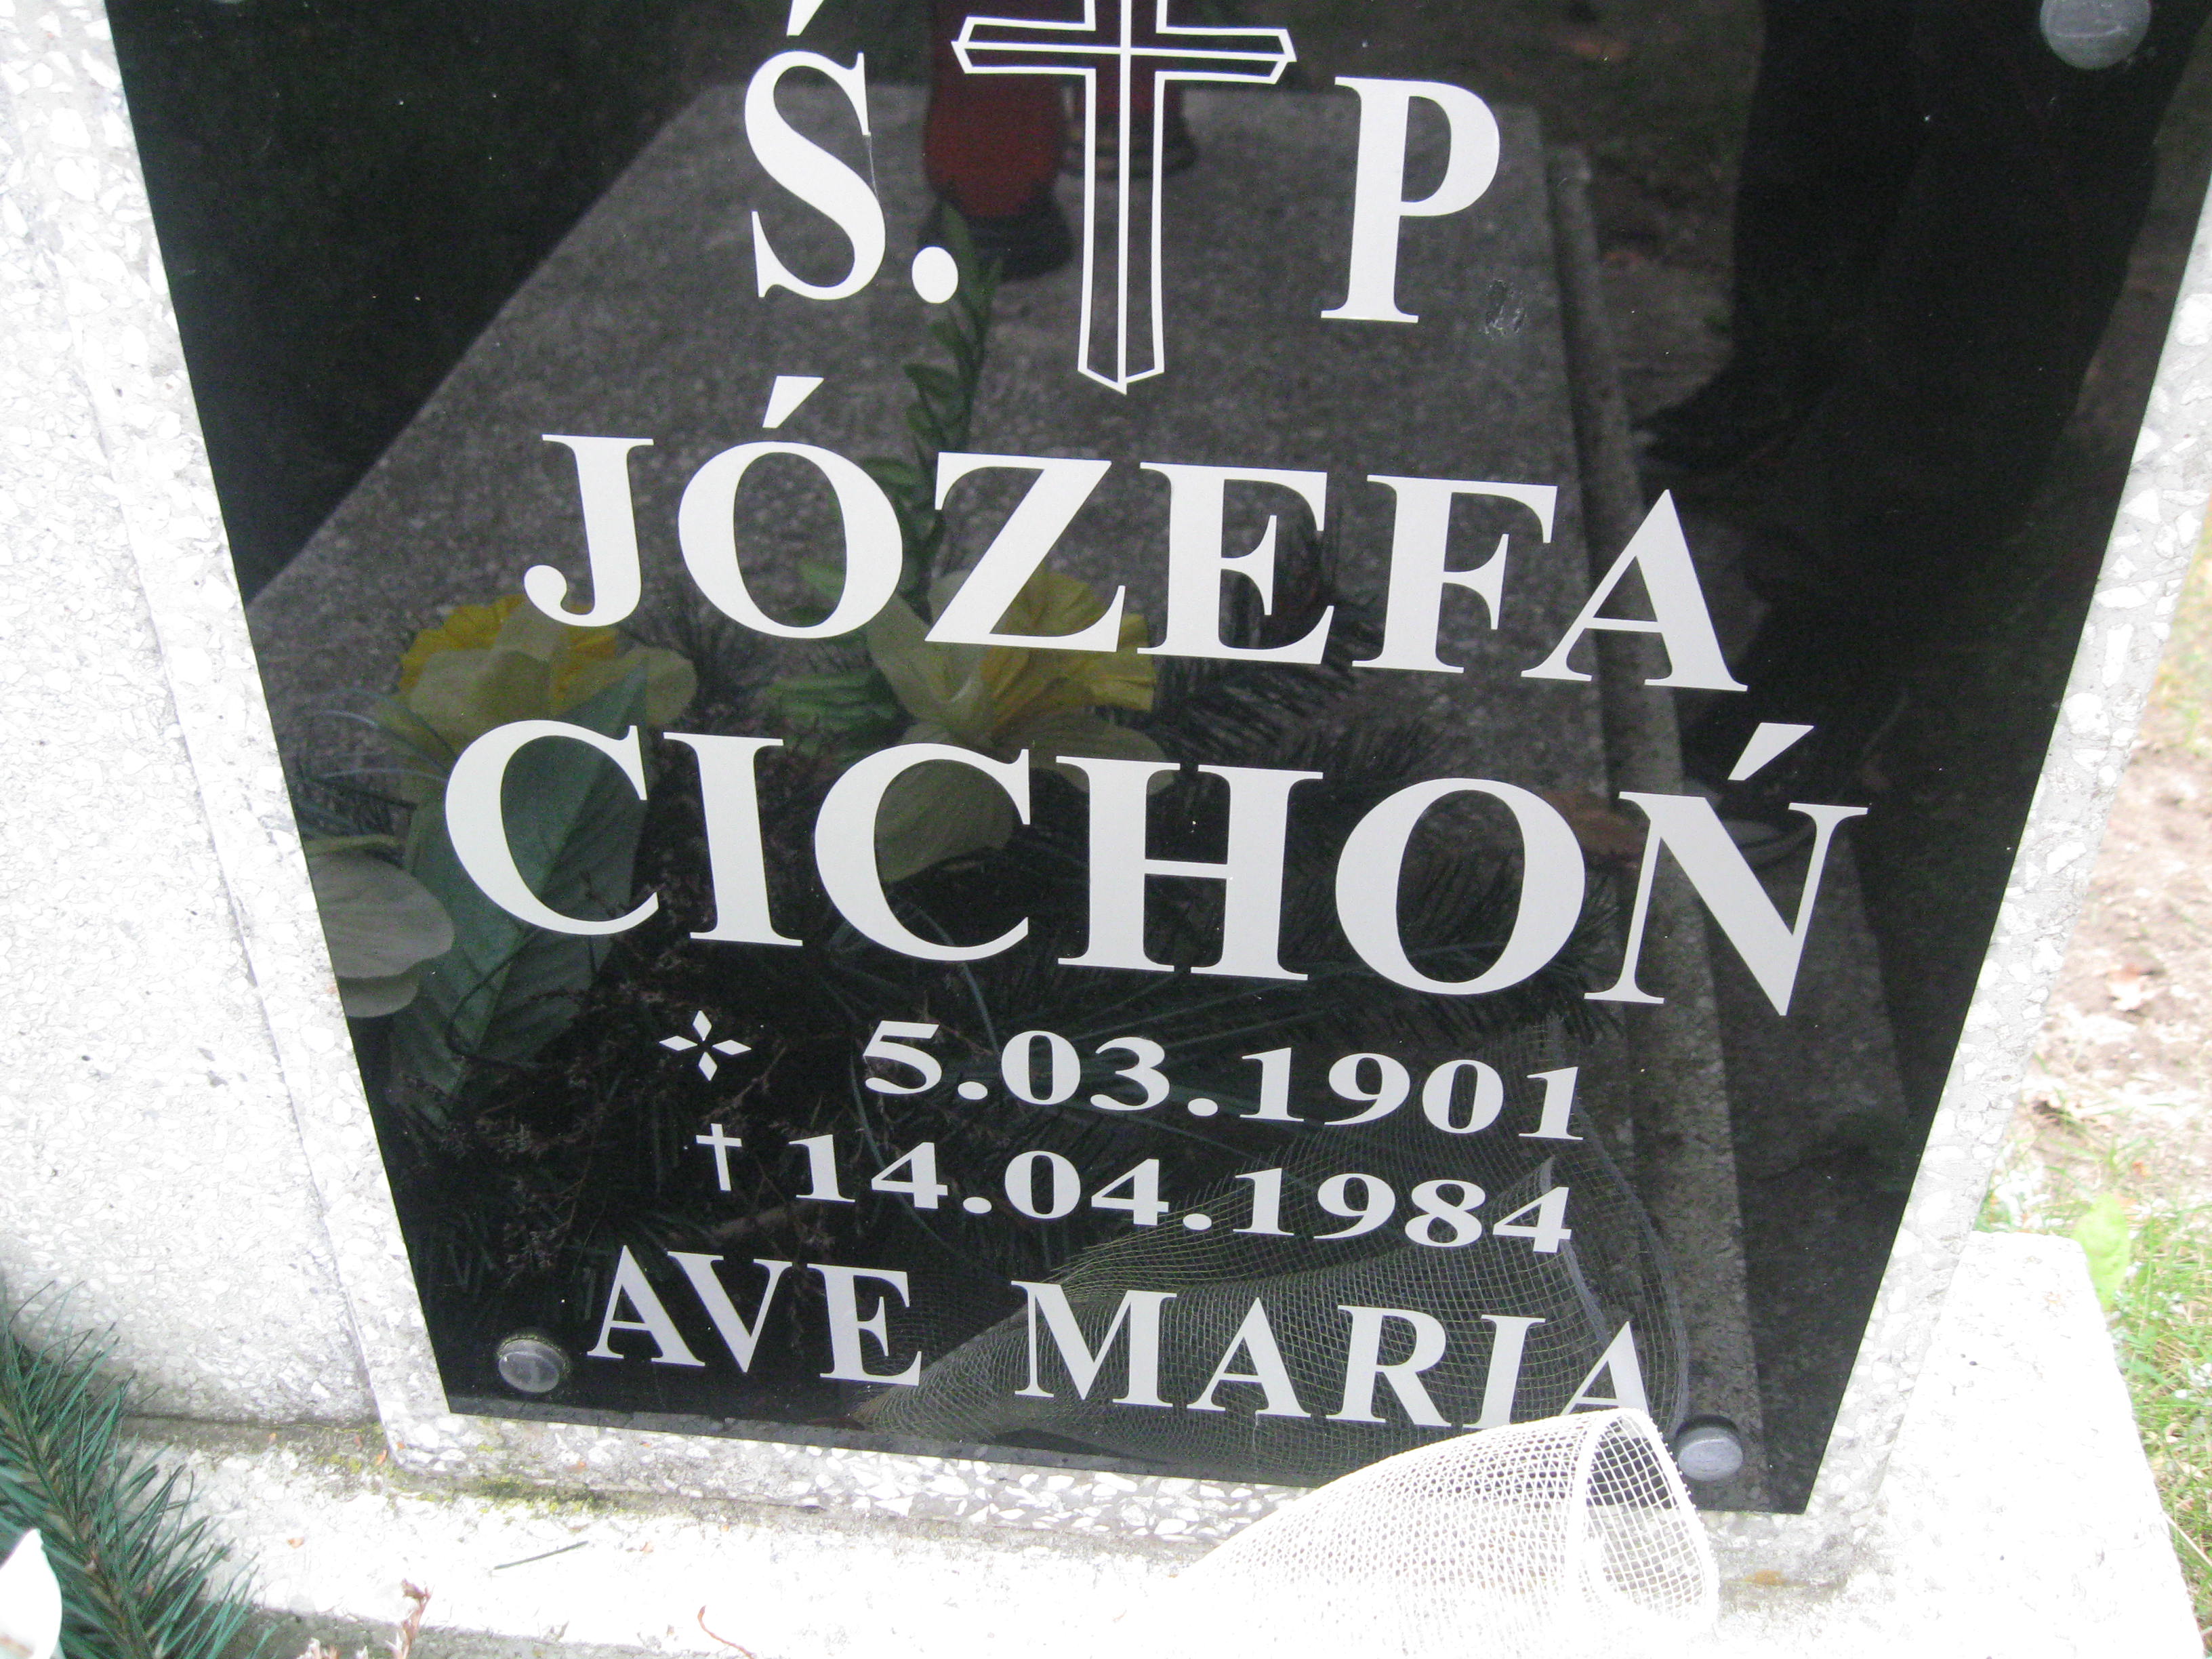 Ś. P
JÓZEFA
CICHOŃ
5.03.1901
14.04.1984
AVE MARIA